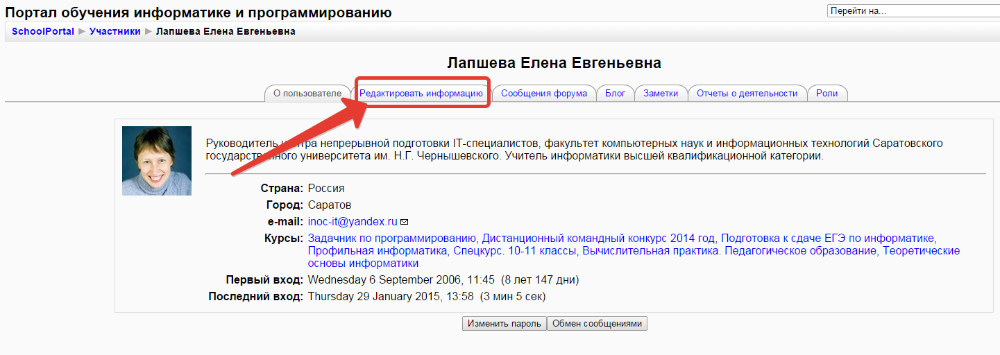 Портал обучения информатике и программированию
Перейти на...
SchoolPortal ► Участники ► Лапшева Елена Евгеньевна
Лапшева Елена Евгеньевна
О пользователе Редактировать информацию Сообщения форума Блог Заметки Отчеты о деятельности Роли
Руководитель центра непрерывной подготовки IT-специалистов, факультет компьютерных наук и информационных технологий Саратовского
государственного университета им. Н.Г. Чернышевского. Учитель информатики высшей квалификационной категории.
Страна: Россия
Город: Саратов
e-mail: inoc-it@yandex.ru
Курсы: Задачник по программированию, Дистанционный командный конкурс 2014 год, Подготовка к сдаче ЕГЭ по информатике,
Профильная информатика, Спецкурс. 10-11 классы, Вычислительная практика. Педагогическое образование, Теоретические
основы информатики
Первый вход: Wednesday 6 September 2006, 11:45 (8 лет 147 дни)
Последний вход: Thursday 29 January 2015, 13:58 (3 мин 5 сек)
Изменить пароль Обмен сообщениями